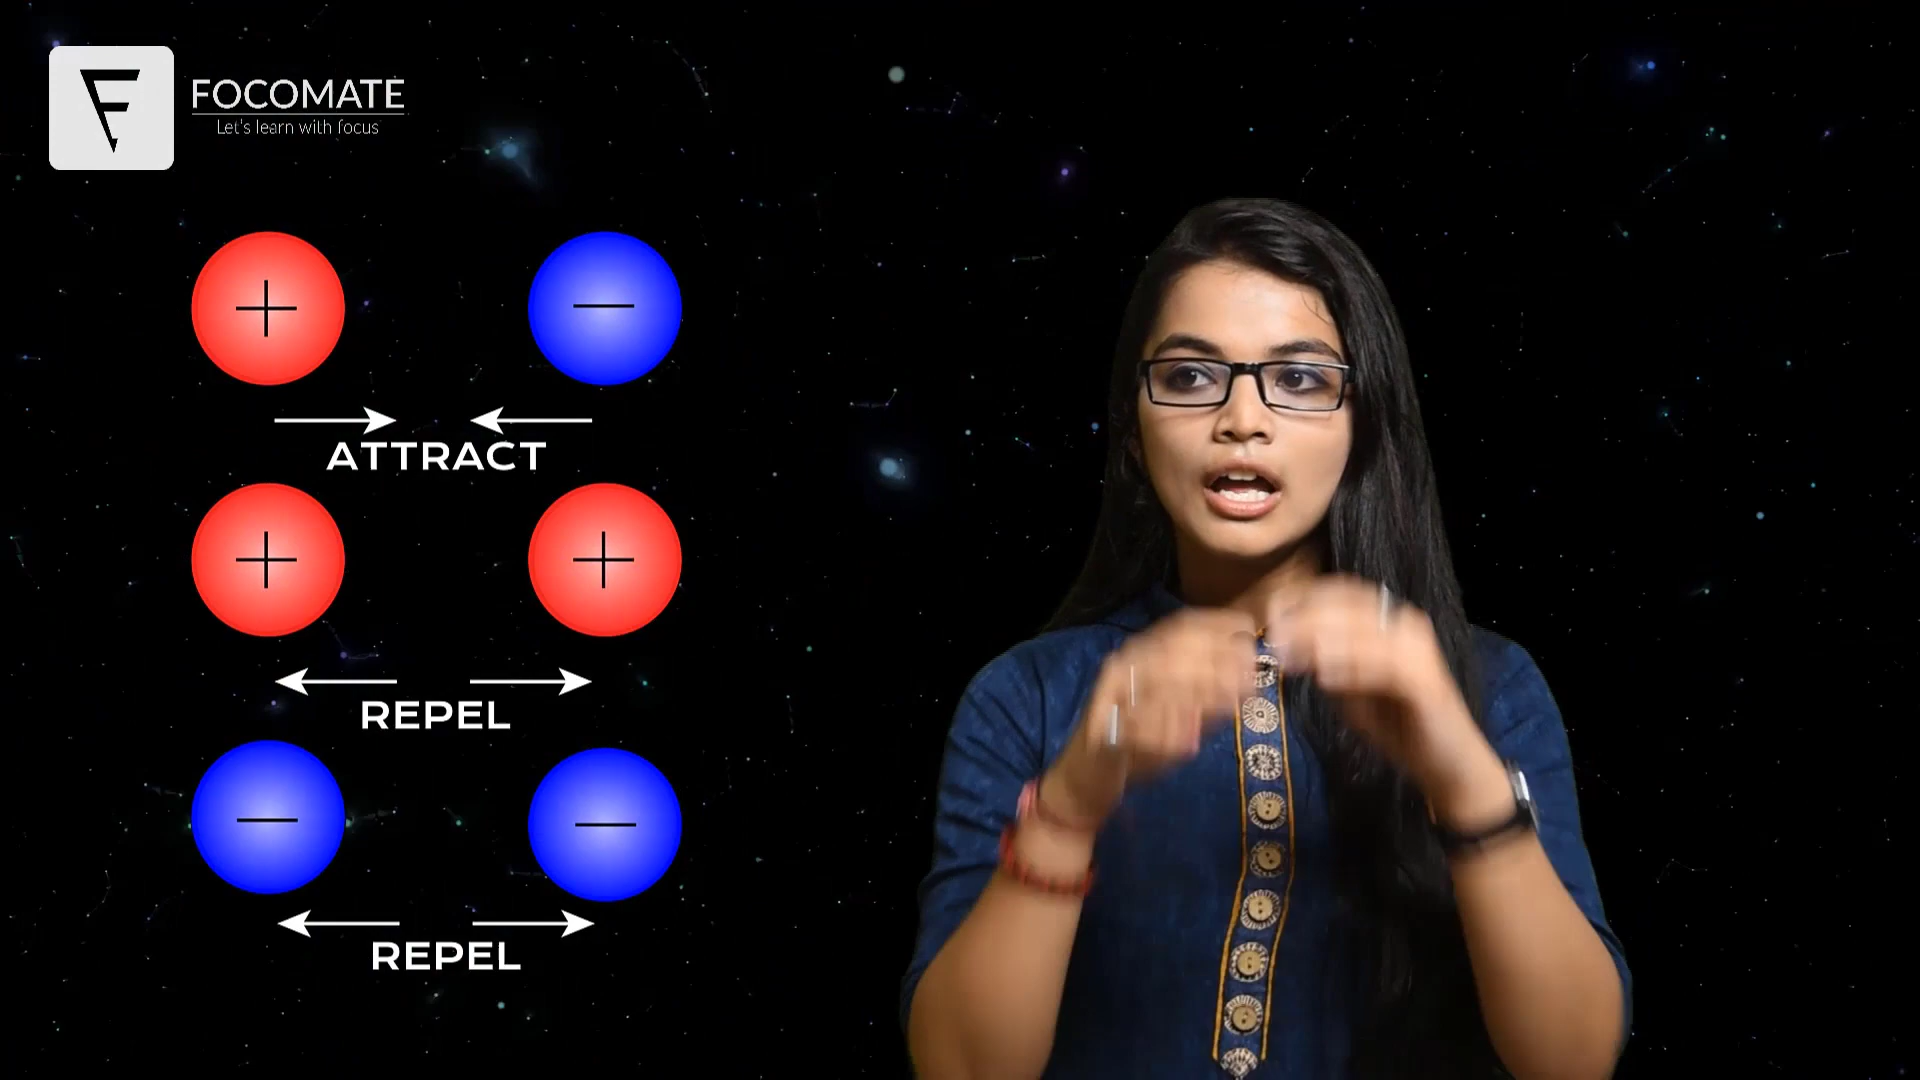 F
FOCOMATE
Let's learn with focus
+ −
ATTRACT
+ +
REPEL
− −
REPEL